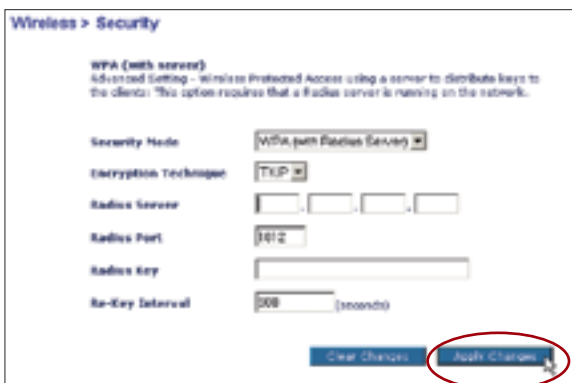 Wireless > Security
WPA (with server)
Advanced Setting - Wireless Protected Access using a server to distribute keys to
the clients: This option requires that a Radius server is running on the network.
Security Mode WPA (with Radius Server)
Encryption Technique TKIP
Radius Server . . .
Radius Port 1812
Radius Key
Re-Key Interval (seconds)
Clear Changes Apply Changes